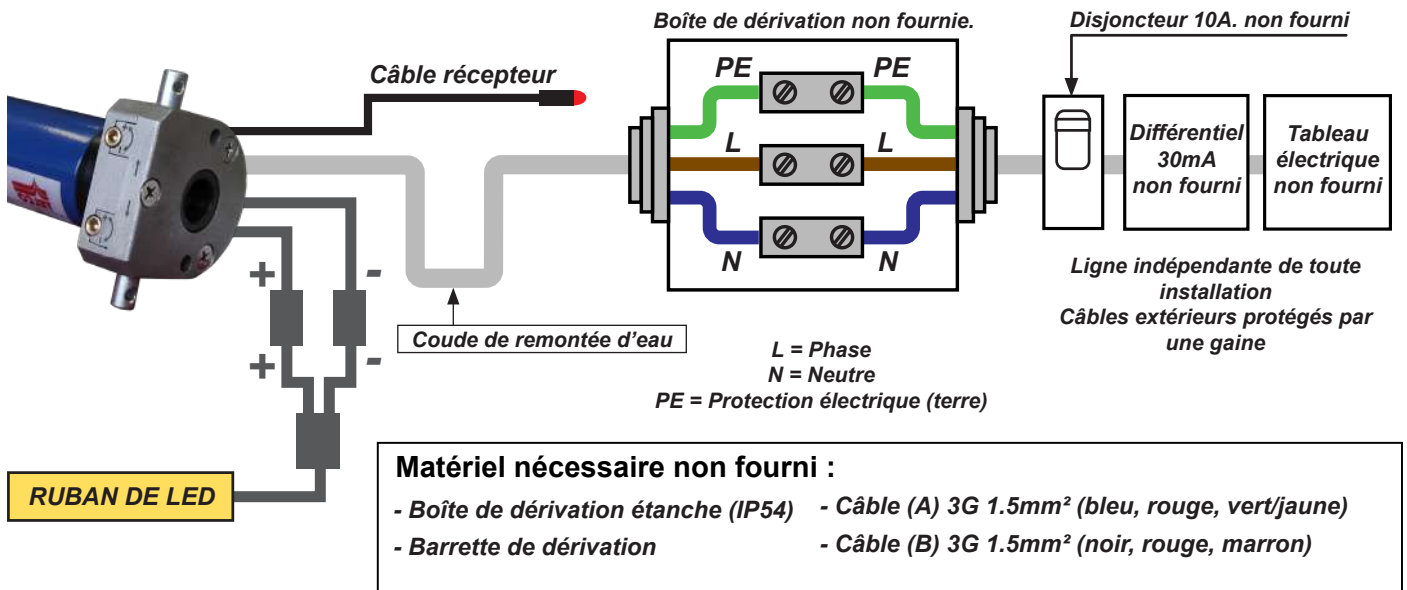 Boîte de dérivation non fournie.
Disjoncteur 10A. non fourni
Câble récepteur
PE
PE
L
L
N
N
Différentiel
30mA
non fourni
Tableau
électrique
non fourni
+
-
+
-
Coude de remontée d'eau
L = Phase
N = Neutre
PE = Protection électrique (terre)
Ligne indépendante de toute
installation
Câbles extérieurs protégés par
une gaine
RUBAN DE LED
Matériel nécessaire non fourni :
- Boîte de dérivation étanche (IP54)
- Câble (A) 3G 1.5mm² (bleu, rouge, vert/jaune)
- Barrette de dérivation
- Câble (B) 3G 1.5mm² (noir, rouge, marron)